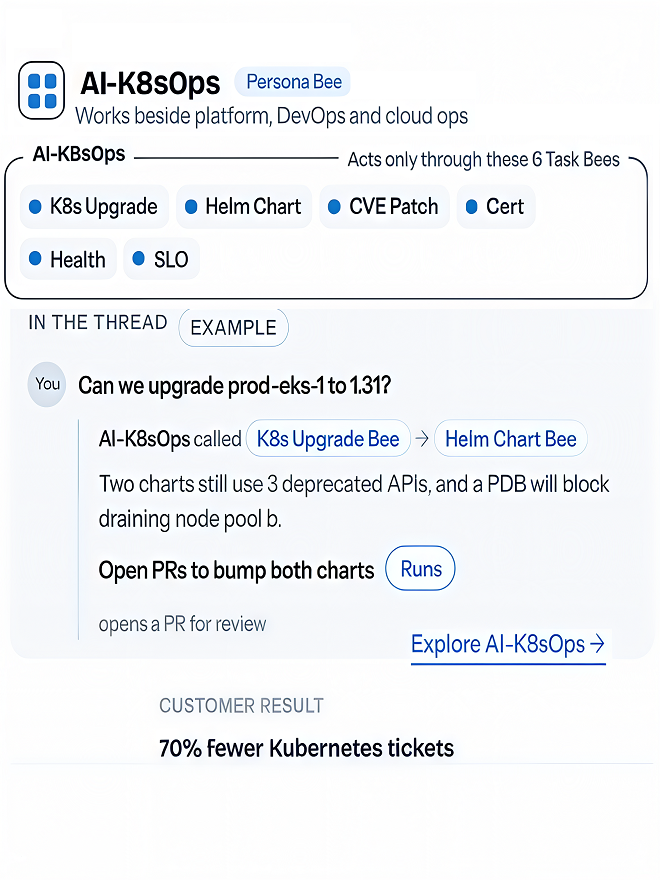 AI-K8sOps Persona Bee
Works beside platform, DevOps and cloud ops
AI-KBsOps Acts only through these 6 Task Bees
K8s Upgrade Helm Chart CVE Patch Cert
Health SLO
IN THE THREAD EXAMPLE
You Can we upgrade prod-eks-1 to 1.31?
AI-K8sOps called K8s Upgrade Bee → Helm Chart Bee
Two charts still use 3 deprecated APIs, and a PDB will block
draining node pool b.
Open PRs to bump both charts Runs
opens a PR for review
Explore AI-K8sOps →
CUSTOMER RESULT
70% fewer Kubernetes tickets